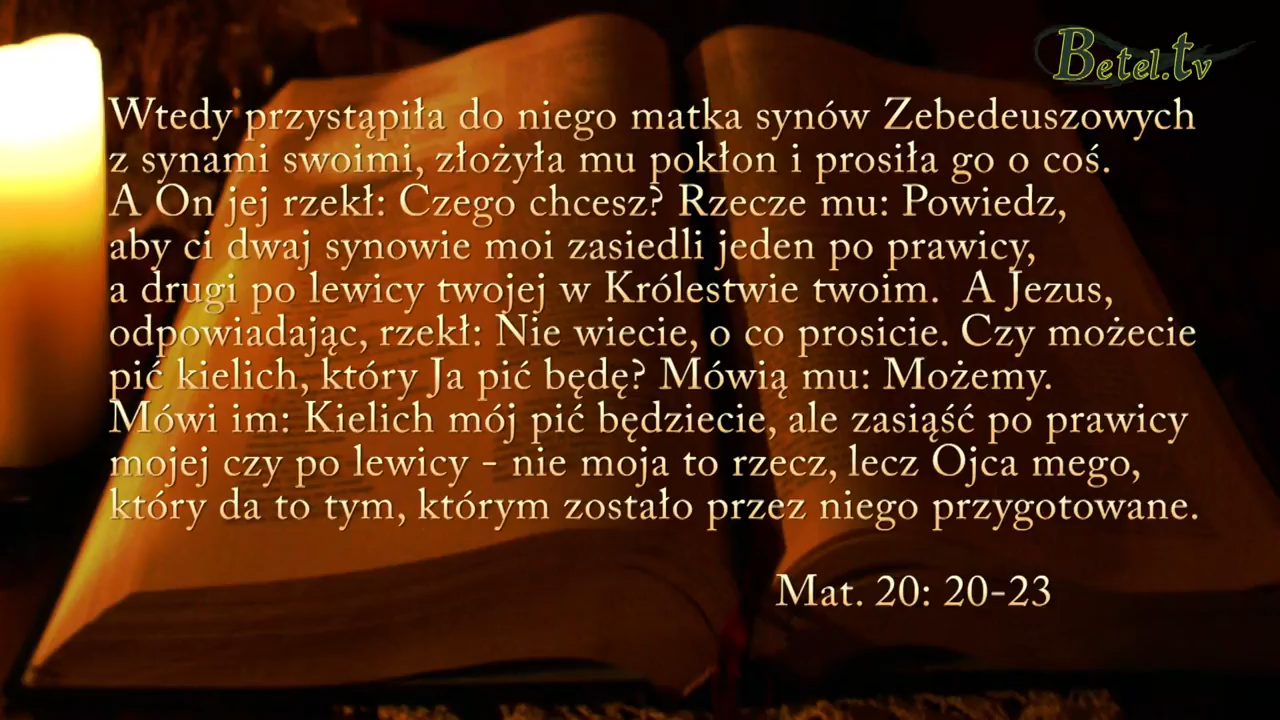 Betel.tv
Wtedy przystąpiła do niego matka synów Zebedeuszowych
z synami swoimi, złożyła mu pokłon i prosiła go o coś.
A On jej rzekł: Czego chcesz? Rzecze mu: Powiedz,
aby ci dwaj synowie moi zasiedli jeden po prawicy,
a drugi po lewicy twojej w Królestwie twoim. A Jezus,
odpowiadając, rzekł: Nie wiecie, o co prosicie. Czy możecie
pić kielich, który Ja pić będę? Mówią mu: Możemy.
Mówi im: Kielich mój pić będziecie, ale zasiąść po prawicy
mojej czy po lewicy - nie moja to rzecz, lecz Ojca mego,
który da to tym, którym zostało przez niego przygotowane.
Mat. 20: 20-23